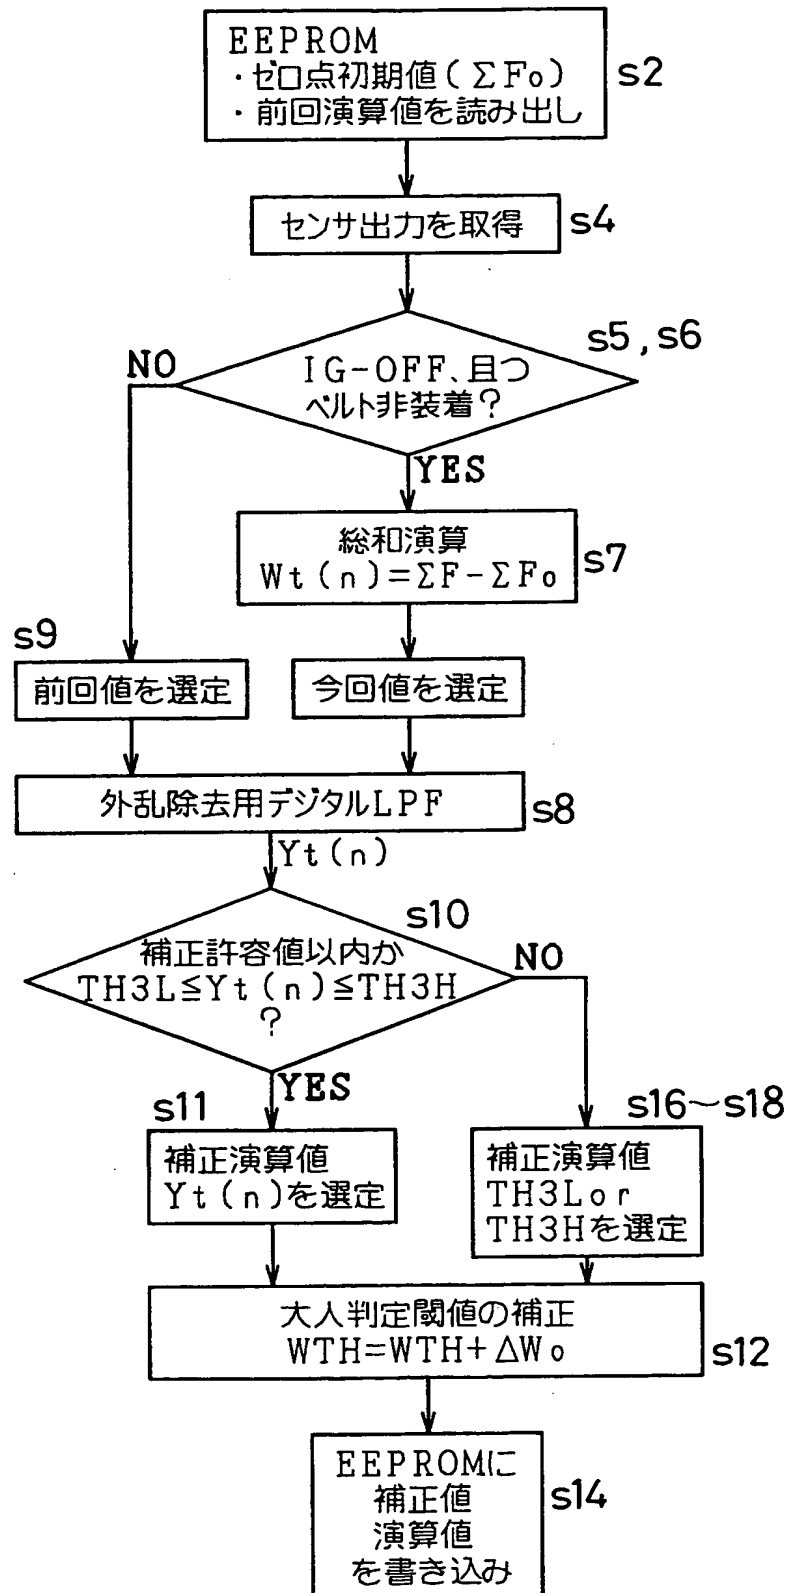 EEPROM
・ゼロ点初期値(ΣFo)
・前回演算値を読み出し
s2
センサ出力を取得
s4
s5,s6
NO
IG-OFF、且つ
ベルト非装着?
YES
総和演算
Wt(n)=ΣF-ΣFo
s7
s9
前回値を選定
今回値を選定
外乱除去用デジタルLPF
s8
Yt(n)
s10
補正許容値以内か
TH3L≦Yt(n)≦TH3H
?
NO
YES
s11
s16~s18
補正演算値
Yt(n)を選定
補正演算値
TH3Lor
TH3Hを選定
大人判定閾値の補正
WTH=WTH+ΔWo
s12
EEPROMに
補正値
演算値
を書き込み
s14